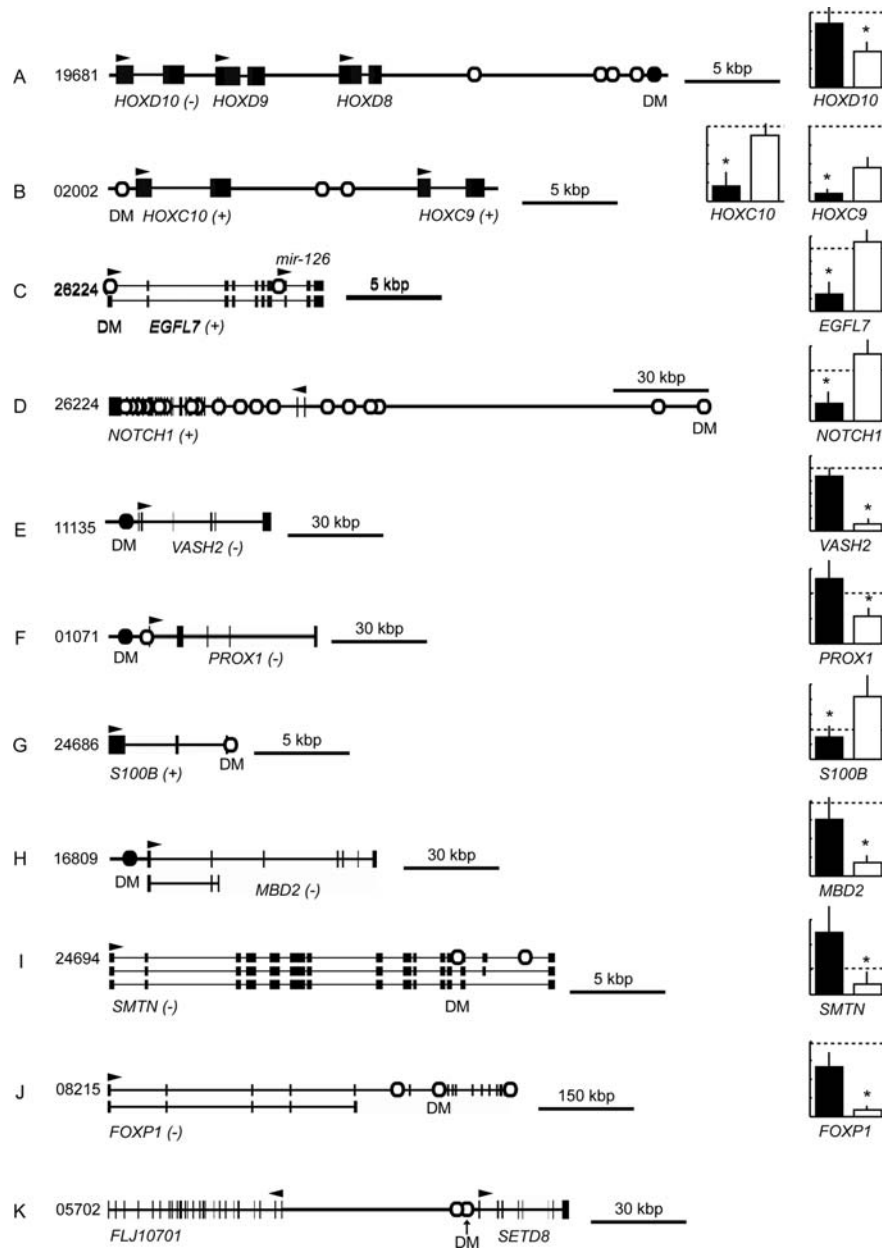 A 19681 HOXD10 (-) HOXD9 HOXD8 DM 5 kbp * HOXD10
B 02002 DM HOXC10 (+) HOXC9 (+) 5 kbp * HOXC10 * HOXC9
mir-126
C 26224 DM EGFL7 (+) 5 kbp * EGFL7
D 26224 NOTCH1 (+) 30 kbp DM * NOTCH1
E 11135 DM VASH2 (-) 30 kbp * VASH2
F 01071 DM PROX1 (-) 30 kbp * PROX1
G 24686 S100B (+) DM 5 kbp * S100B
H 16809 DM MBD2 (-) 30 kbp * MBD2
I 24694 SMTN (-) DM 5 kbp * SMTN
J 08215 FOXP1 (-) DM 150 kbp * FOXP1
K 05702 FLJ10701 DM SETD8 30 kbp